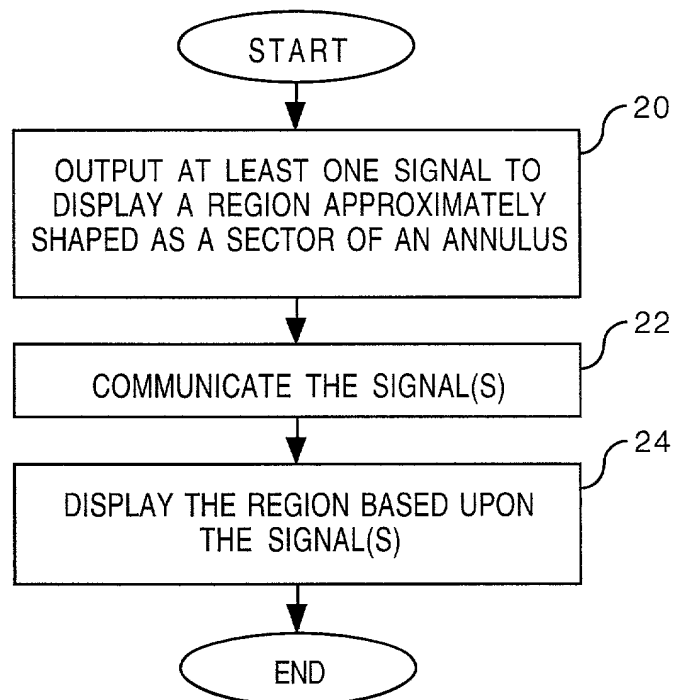 START
20
OUTPUT AT LEAST ONE SIGNAL TO
DISPLAY A REGION APPROXIMATELY
SHAPED AS A SECTOR OF AN ANNULUS
22
COMMUNICATE THE SIGNAL(S)
24
DISPLAY THE REGION BASED UPON
THE SIGNAL(S)
END